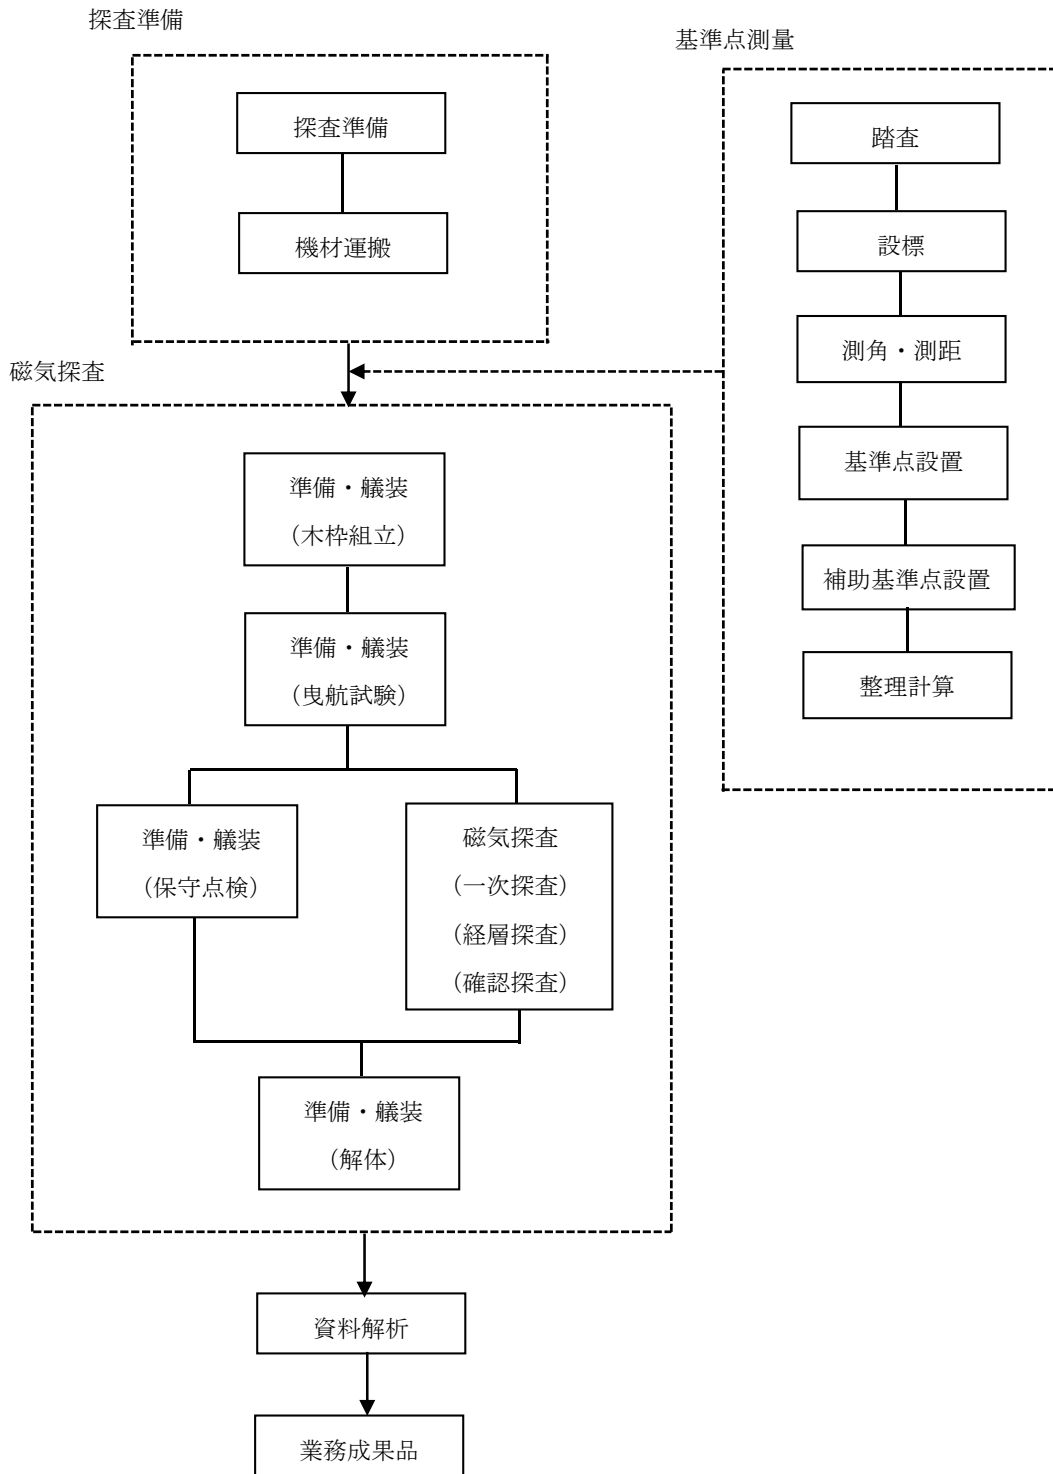 探査準備
探査準備
機材運搬
基準点測量
踏査
設標
測角・測距
基準点設置
補助基準点設置
整理計算
磁気探査
準備・艤装
（木枠組立）
準備・艤装
（曳航試験）
準備・艤装
（保守点検）
磁気探査
（一次探査）
（経層探査）
（確認探査）
準備・艤装
（解体）
資料解析
業務成果品